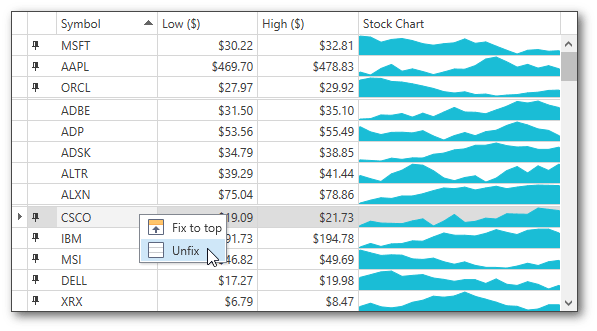 Symbol Low ($) High ($) Stock Chart
MSFT $30.22 $32.81
AAPL $469.70 $478.83
ORCL $27.97 $29.92
ADBE $31.50 $35.10
ADP $53.56 $55.49
ADSK $34.79 $38.85
ALTR $39.29 $41.44
ALXN $75.04 $78.86
CSCO 19.09 $21.73
Fix to top
IBM 91.73 $194.78
Unfix
MSI 46.82 $49.69
DELL $17.27 $19.98
XRX $6.79 $8.47